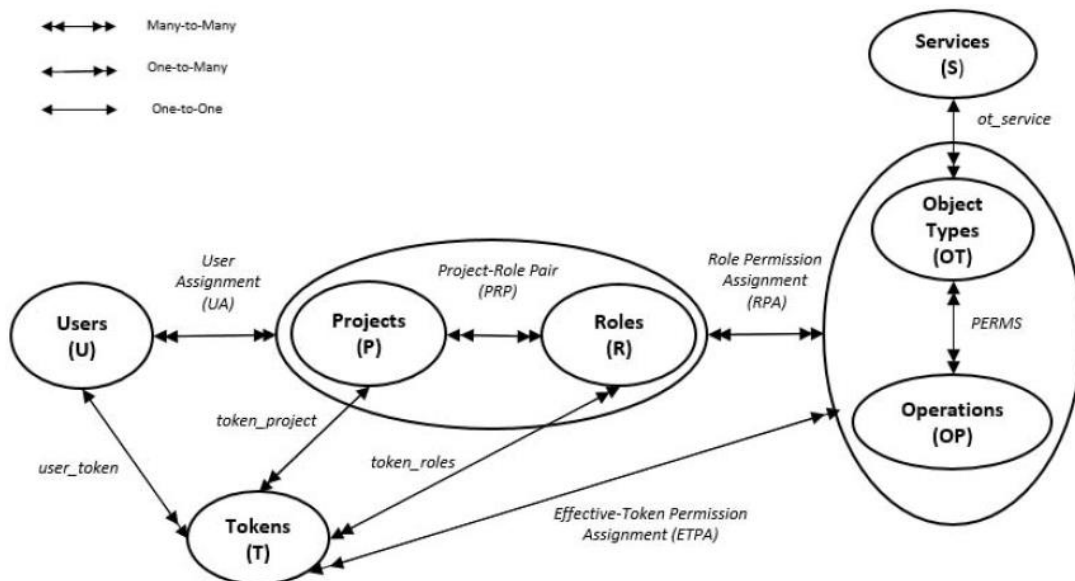 Many-to-Many
One-to-Many
One-to-One
Services
(S)
ot_service
Object
Types
(OT)
PERMS
Operations
(OP)
User
Assignment
(UA)
Project-Role Pair
(PRP)
Role Permission
Assignment
(RPA)
Users
(U)
Projects
(P)
Roles
(R)
token_project
user_token
token_roles
Tokens
(T)
Effective-Token Permission
Assignment (ETPA)